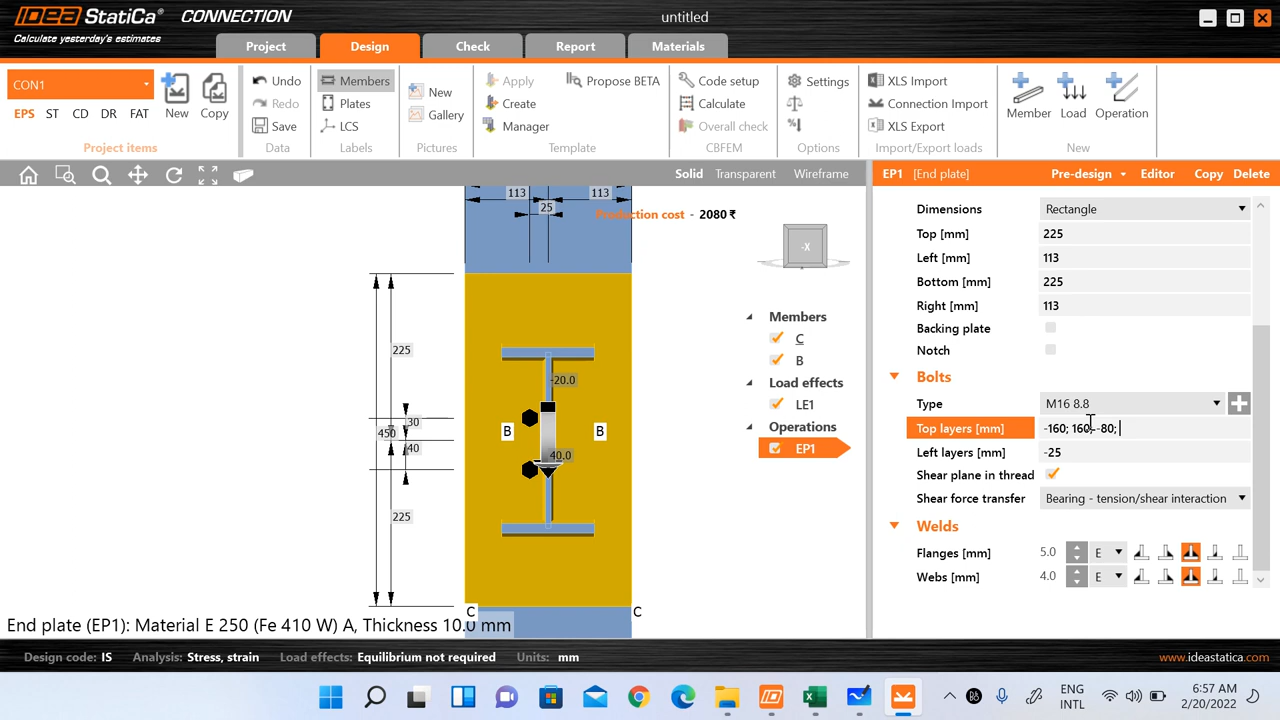 IDEA StatiCa® CONNECTION
Calculate yesterday's estimates
untitled
Project
Design
Check
Report
Materials
CON1
EPS ST CD DR FAT
New
Copy
Undo
Redo
Save
Members
Plates
LCS
New
Gallery
Apply
Create
Manager
Propose BETA
Code setup
Calculate
Overall check
Settings
XLS Import
Connection Import
XLS Export
Member
Load
Operation
Project items
Data
Labels
Pictures
Template
CBFEM
Options
Import/Export loads
New
Solid Transparent Wireframe
EP1 [End plate] Pre-design Editor Copy Delete
113
113
25
Production cost - 2080 ₹
-X
225
30
450
40
225
-20.0
40.0
B
B
C
C
Members
C
B
Load effects
LE1
Operations
EP1
Dimensions Rectangle
Top [mm] 225
Left [mm] 113
Bottom [mm] 225
Right [mm] 113
Backing plate
Notch
Bolts
Type M16 8.8
Top layers [mm] -160; 160; -80;
Left layers [mm] -25
Shear plane in thread
Shear force transfer Bearing - tension/shear interaction
Welds
Flanges [mm] 5.0 E
Webs [mm] 4.0 E
End plate (EP1): Material E 250 (Fe 410 W) A, Thickness 10.0 mm
Design code: IS Analysis: Stress, strain Load effects: Equilibrium not required Units: mm
www.ideastatica.com
ENG
INTL
6:57 AM
2/20/2022